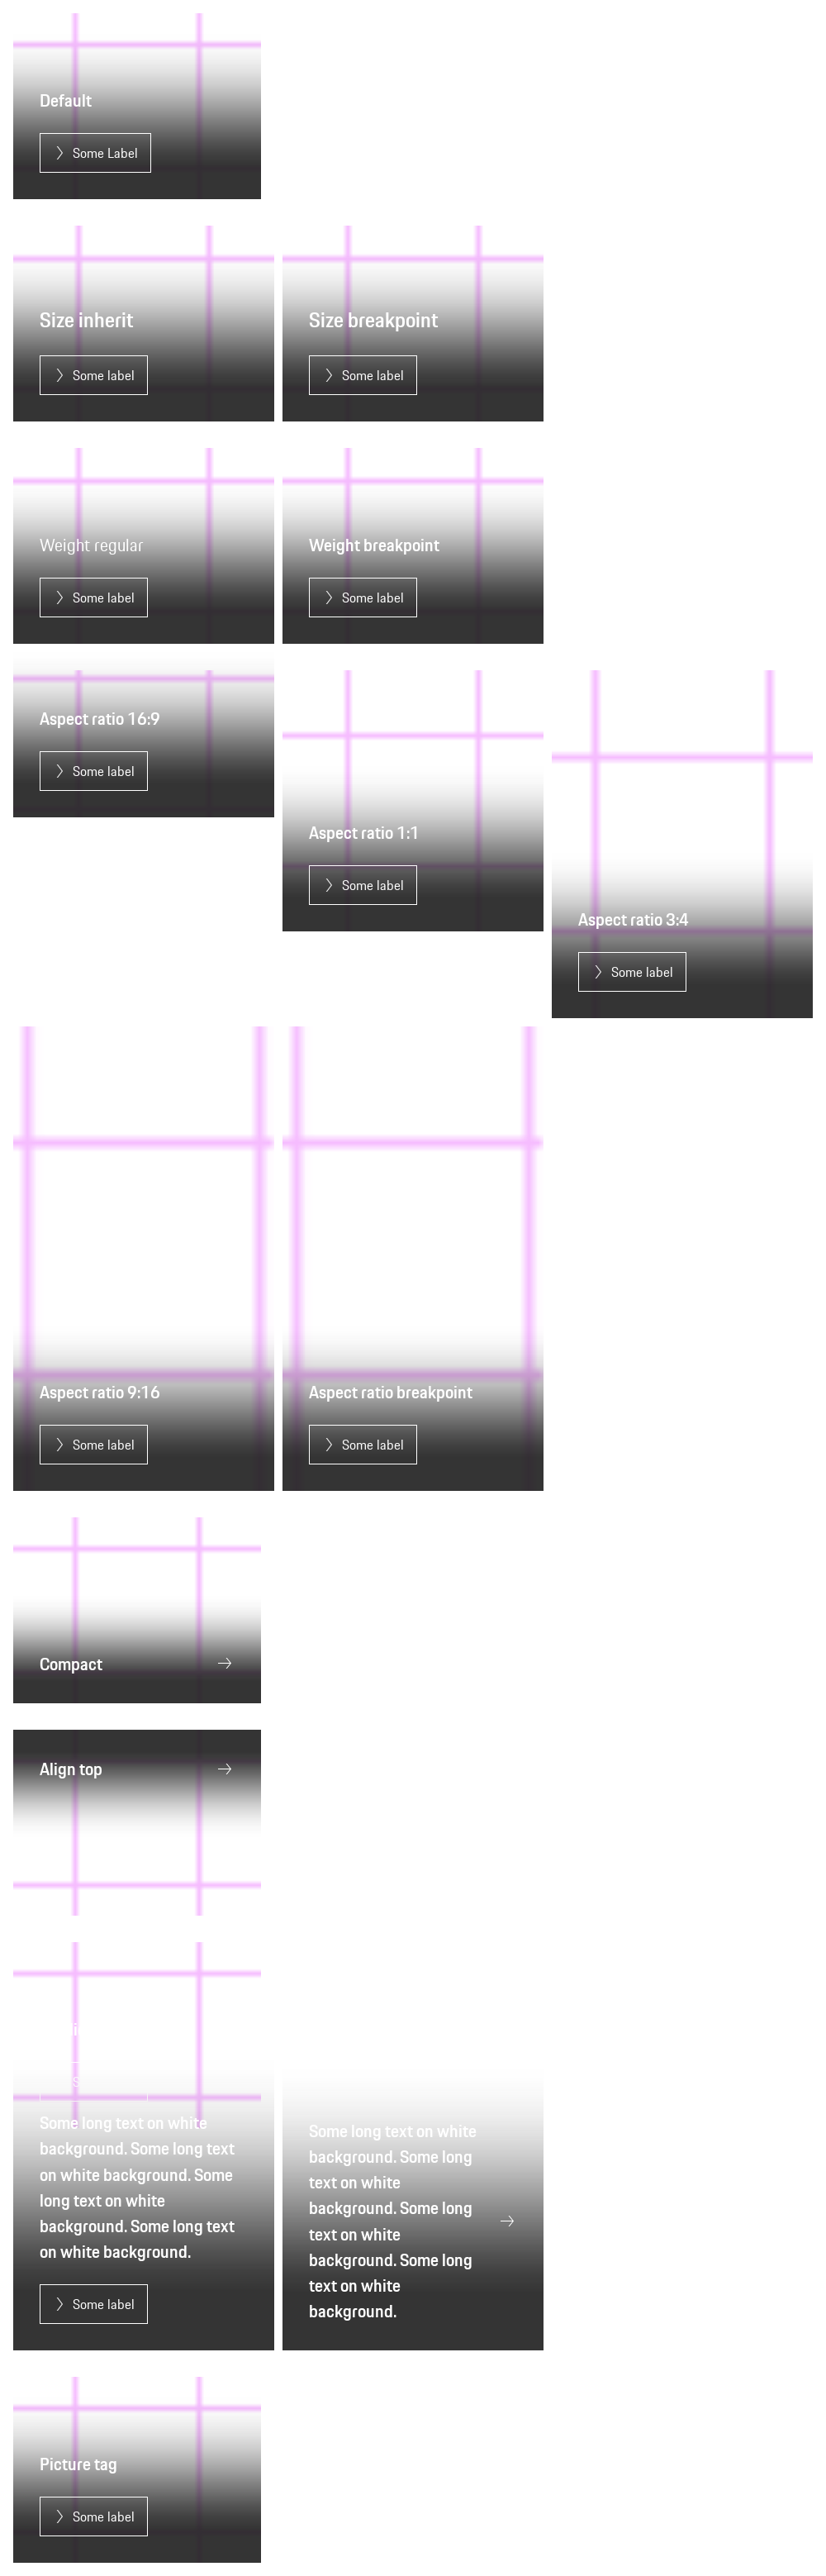 Default
Some Label
Size inherit
Size breakpoint
Some label
Some label
Weight regular
Weight breakpoint
Some label
Some label
Aspect ratio 16:9
Some label
Aspect ratio 1:1
Some label
Aspect ratio 3:4
Some label
Aspect ratio 9:16
Aspect ratio breakpoint
Some label
Some label
Compact
Align top
Some long text on white
background. Some long text
on white background. Some
long text on white
background. Some long text
on white background.
Some label
Some long text on white
background. Some long
text on white
background. Some long
text on white
background. Some long
text on white
background.
Picture tag
Some label